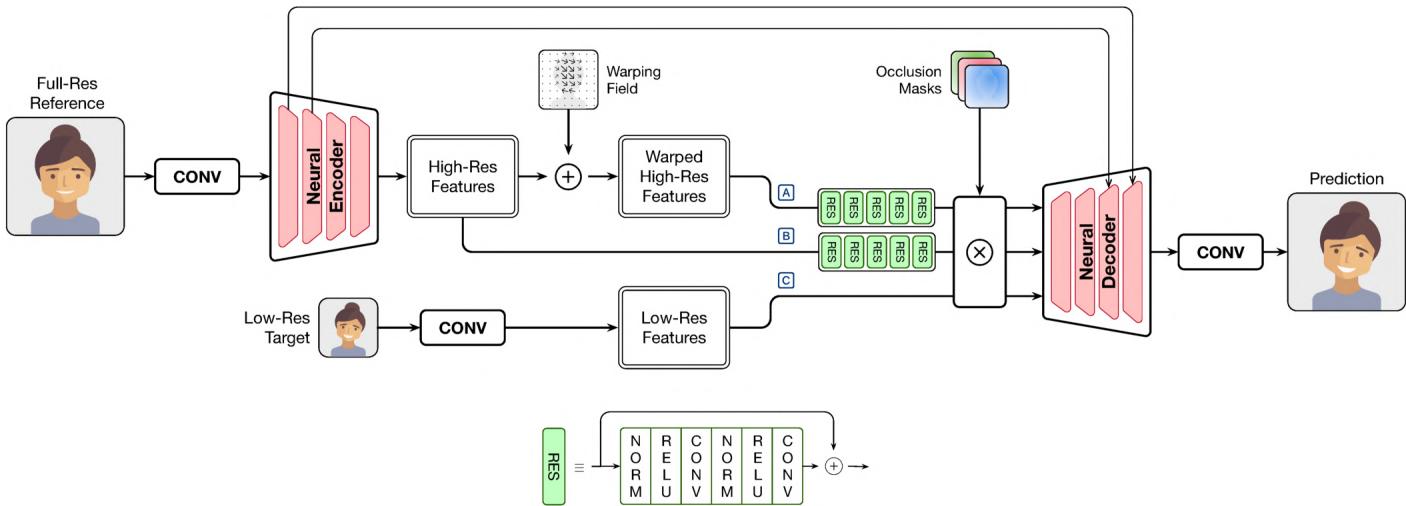 Full-Res
Reference
CONV
Neural
Encoder
High-Res
Features
Warping
Field
+
Warped
High-Res
Features
A
B
C
RES RES RES RES RES
RES RES RES RES RES
Occlusion
Masks
×
Neural
Decoder
CONV
Prediction
Low-Res
Target
CONV
Low-Res
Features
RES ≡ NORM RELU CONV NORM RELU CONV +